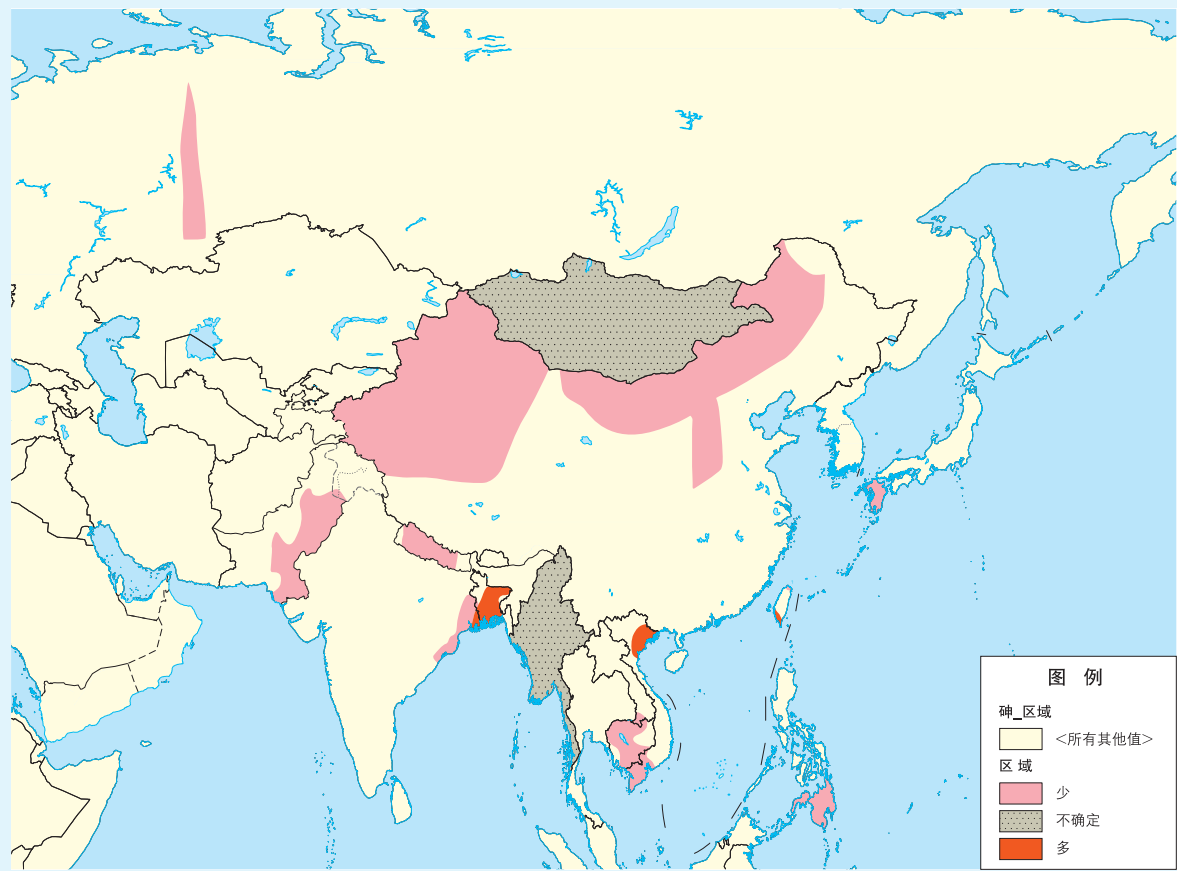 图 例
砷_区域
<所有其他值>
区 域
少
不确定
多